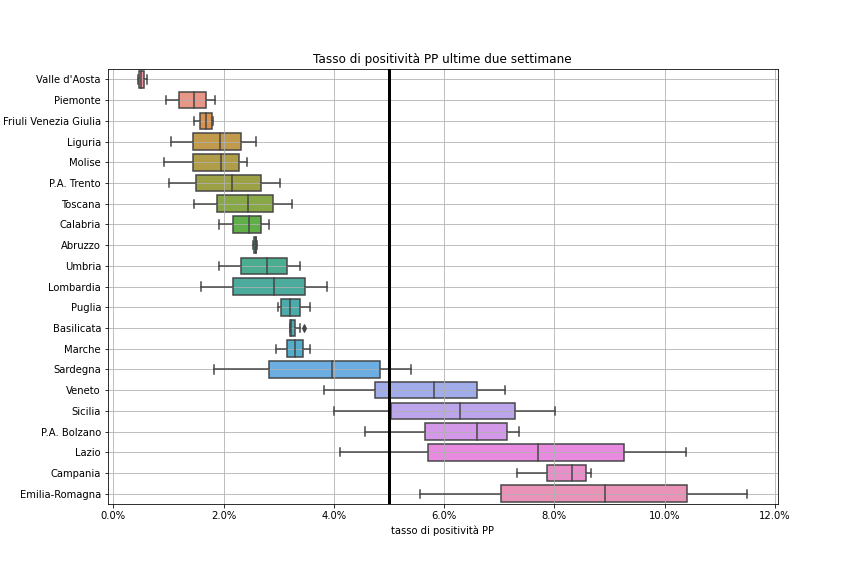 Tasso di positività PP ultime due settimane
Valle d'Aosta
Piemonte
Friuli Venezia Giulia
Liguria
Molise
P.A. Trento
Toscana
Calabria
Abruzzo
Umbria
Lombardia
Puglia
Basilicata
Marche
Sardegna
Veneto
Sicilia
P.A. Bolzano
Lazio
Campania
Emilia-Romagna
0.0% 2.0% 4.0% 6.0% 8.0% 10.0% 12.0%
tasso di positività PP